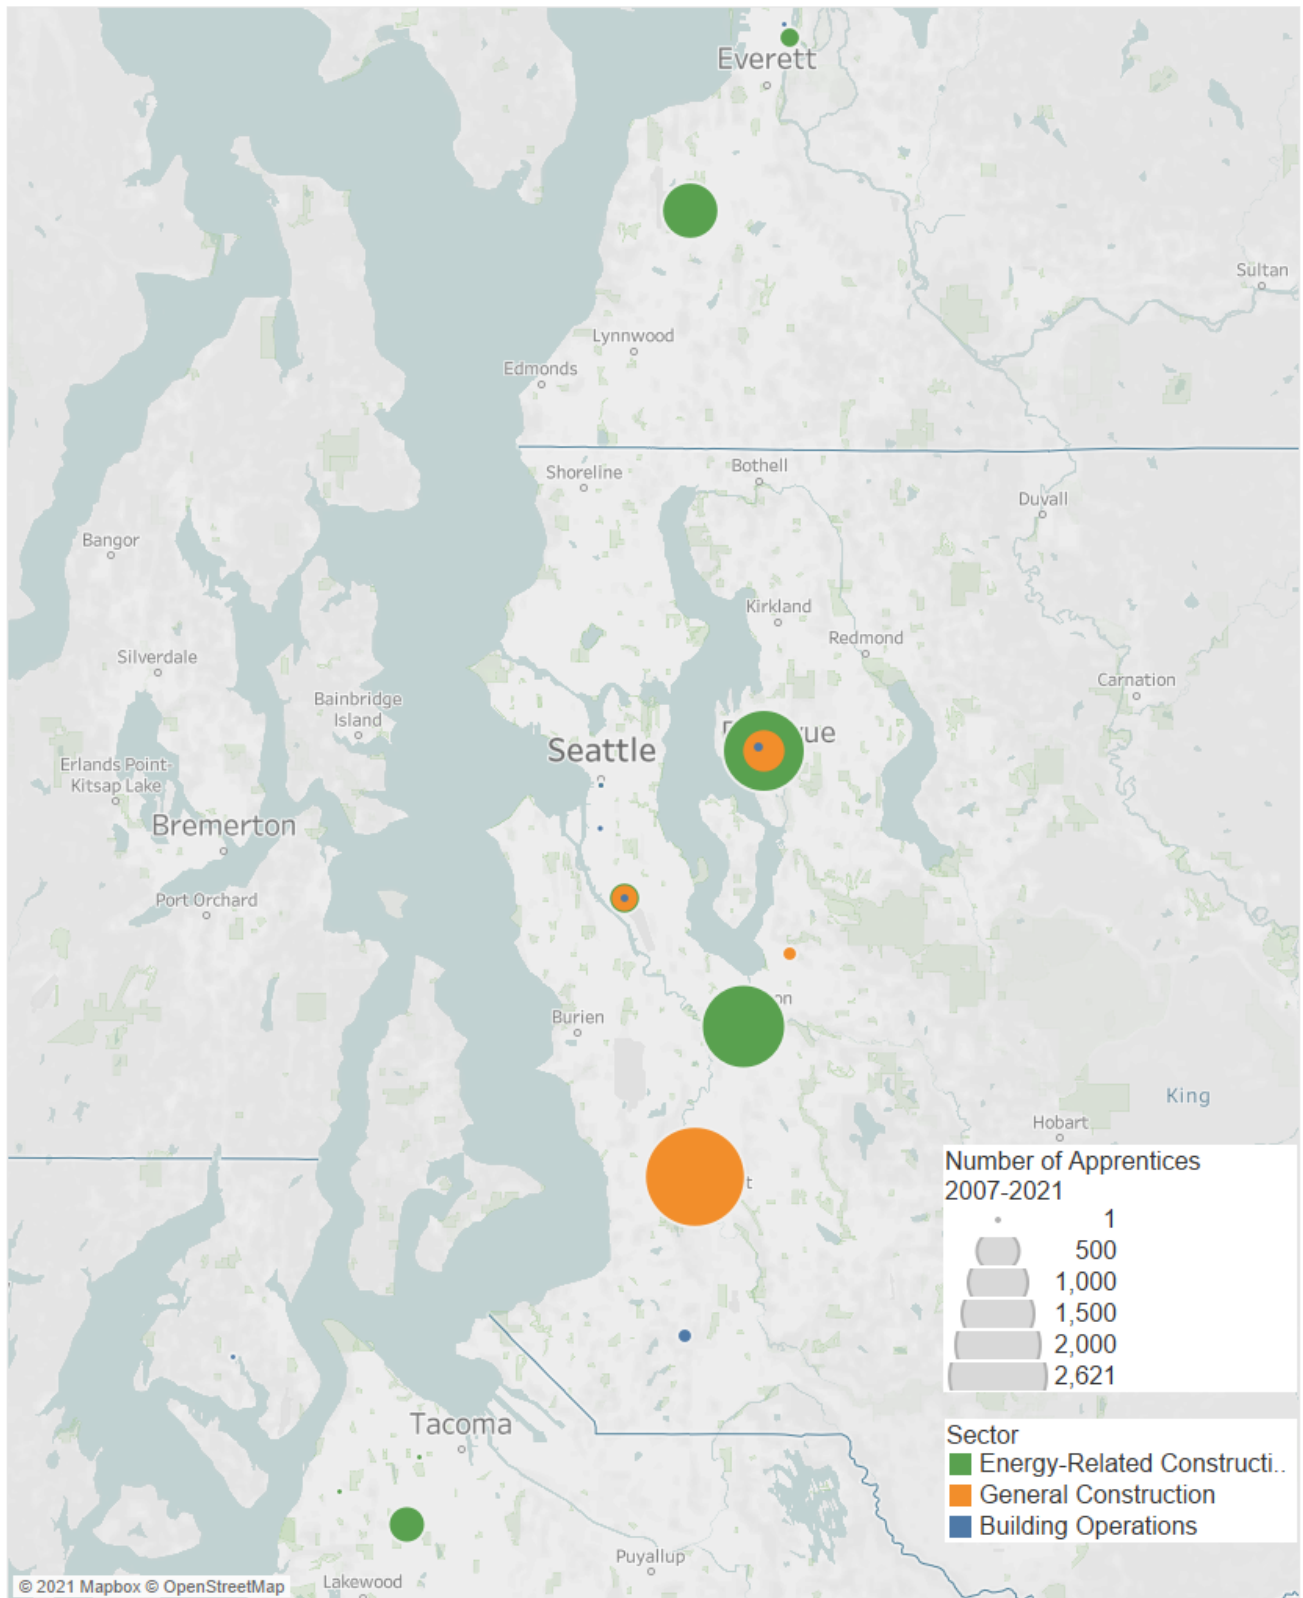 Everett
Sultan
Lynnwood
Edmonds
Shoreline
Bothell
Duvall
Bangor
Kirkland
Redmond
Silverdale
Carnation
Bainbridge
Island
Seattle
Erlands Point-
Kitsap Lake
Bremerton
Port Orchard
Burien
King
Hobart
Number of Apprentices
2007-2021
1
500
1,000
1,500
2,000
2,621
Tacoma
Sector
Energy-Related Constructi..
General Construction
Building Operations
Puyallup
Lakewood
© 2021 Mapbox © OpenStreetMap